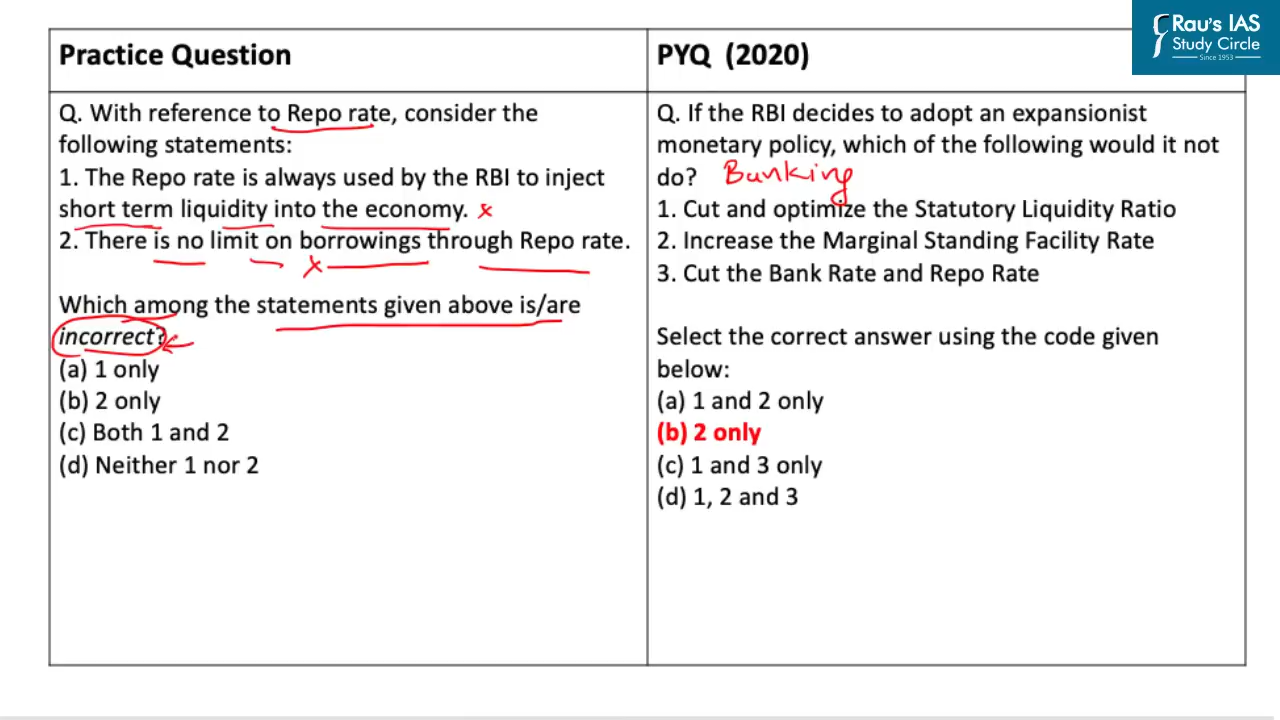 Rau's IAS
Study Circle
Since 1953
Practice Question
Q. With reference to Repo rate, consider the
following statements:
1. The Repo rate is always used by the RBI to inject
short term liquidity into the economy. x
2. There is no limit on borrowings through Repo rate.
x
Which among the statements given above is/are
incorrect?
(a) 1 only
(b) 2 only
(c) Both 1 and 2
(d) Neither 1 nor 2
PYQ (2020)
Q. If the RBI decides to adopt an expansionist
monetary policy, which of the following would it not
do? Banking
1. Cut and optimize the Statutory Liquidity Ratio
2. Increase the Marginal Standing Facility Rate
3. Cut the Bank Rate and Repo Rate
Select the correct answer using the code given
below:
(a) 1 and 2 only
(b) 2 only
(c) 1 and 3 only
(d) 1, 2 and 3